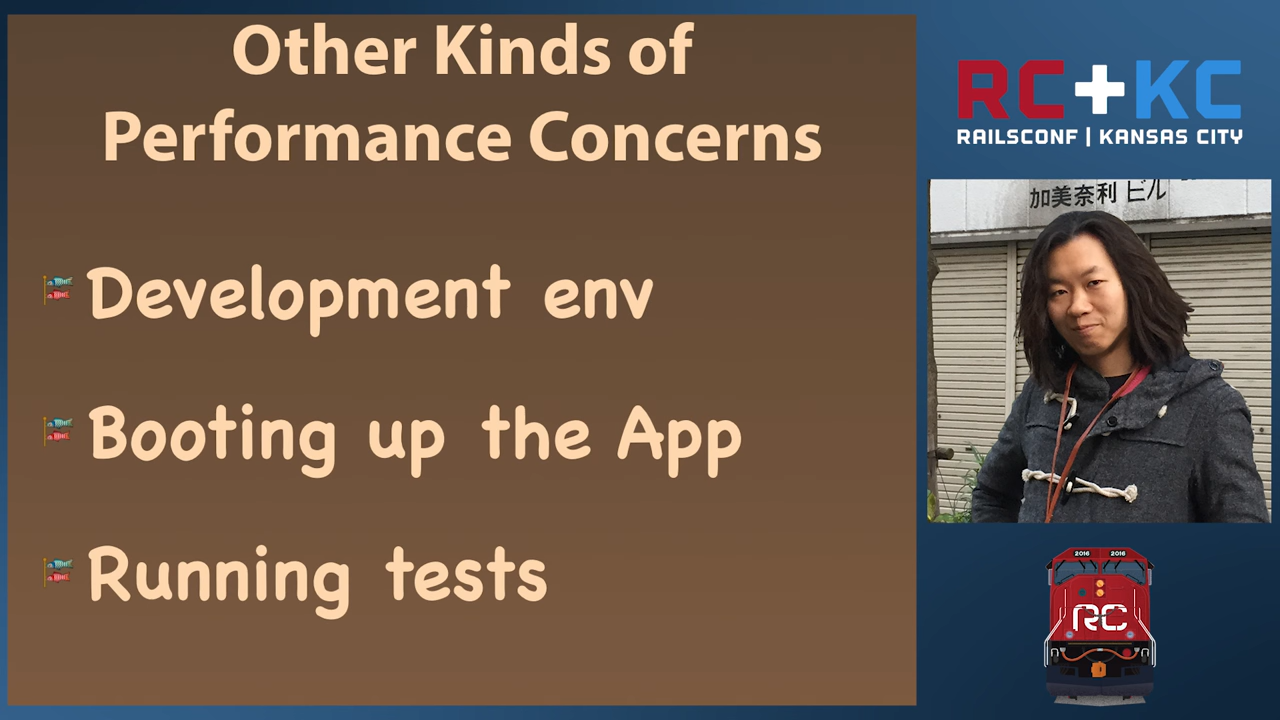 Other Kinds of
Performance Concerns
Development env
Booting up the App
Running tests
RC+KC
RAILSCONF | KANSAS CITY
加美奈利 ビル
2016 2016
RC